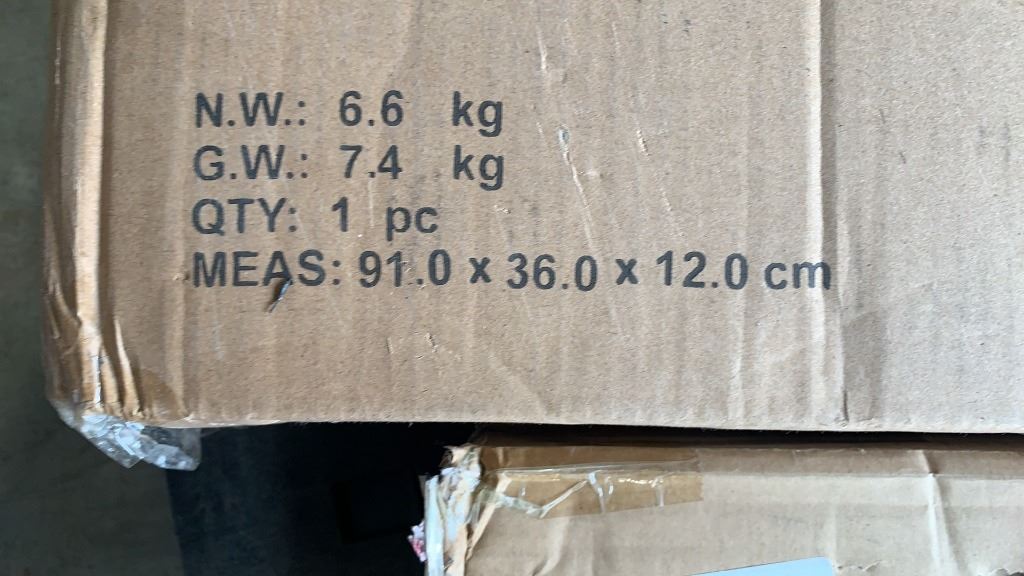 N.W.: 6.6 kg
G.W.: 7.4 kg
QTY: 1 pc
MEAS: 91.0 x 36.0 x 12.0 cm